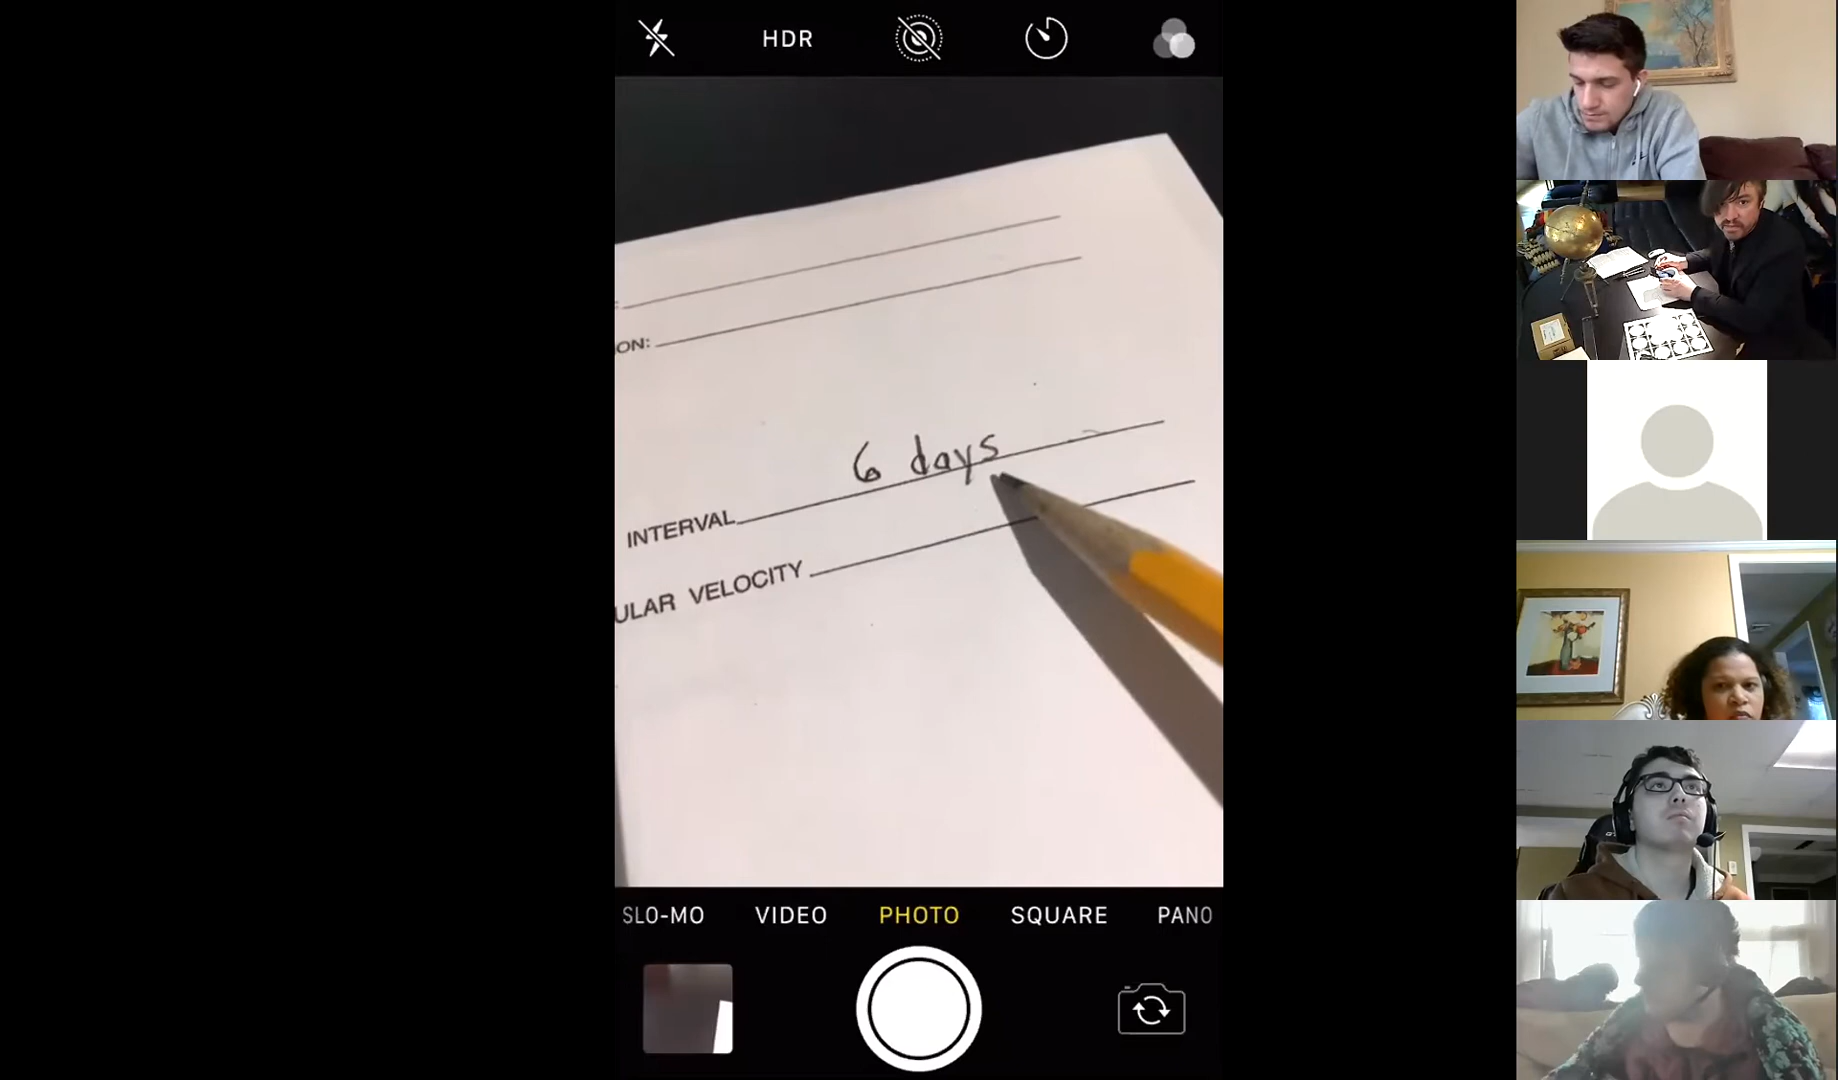 HDR
ON:
INTERVAL 6 days
ULAR VELOCITY
SLO-MO VIDEO PHOTO SQUARE PANO